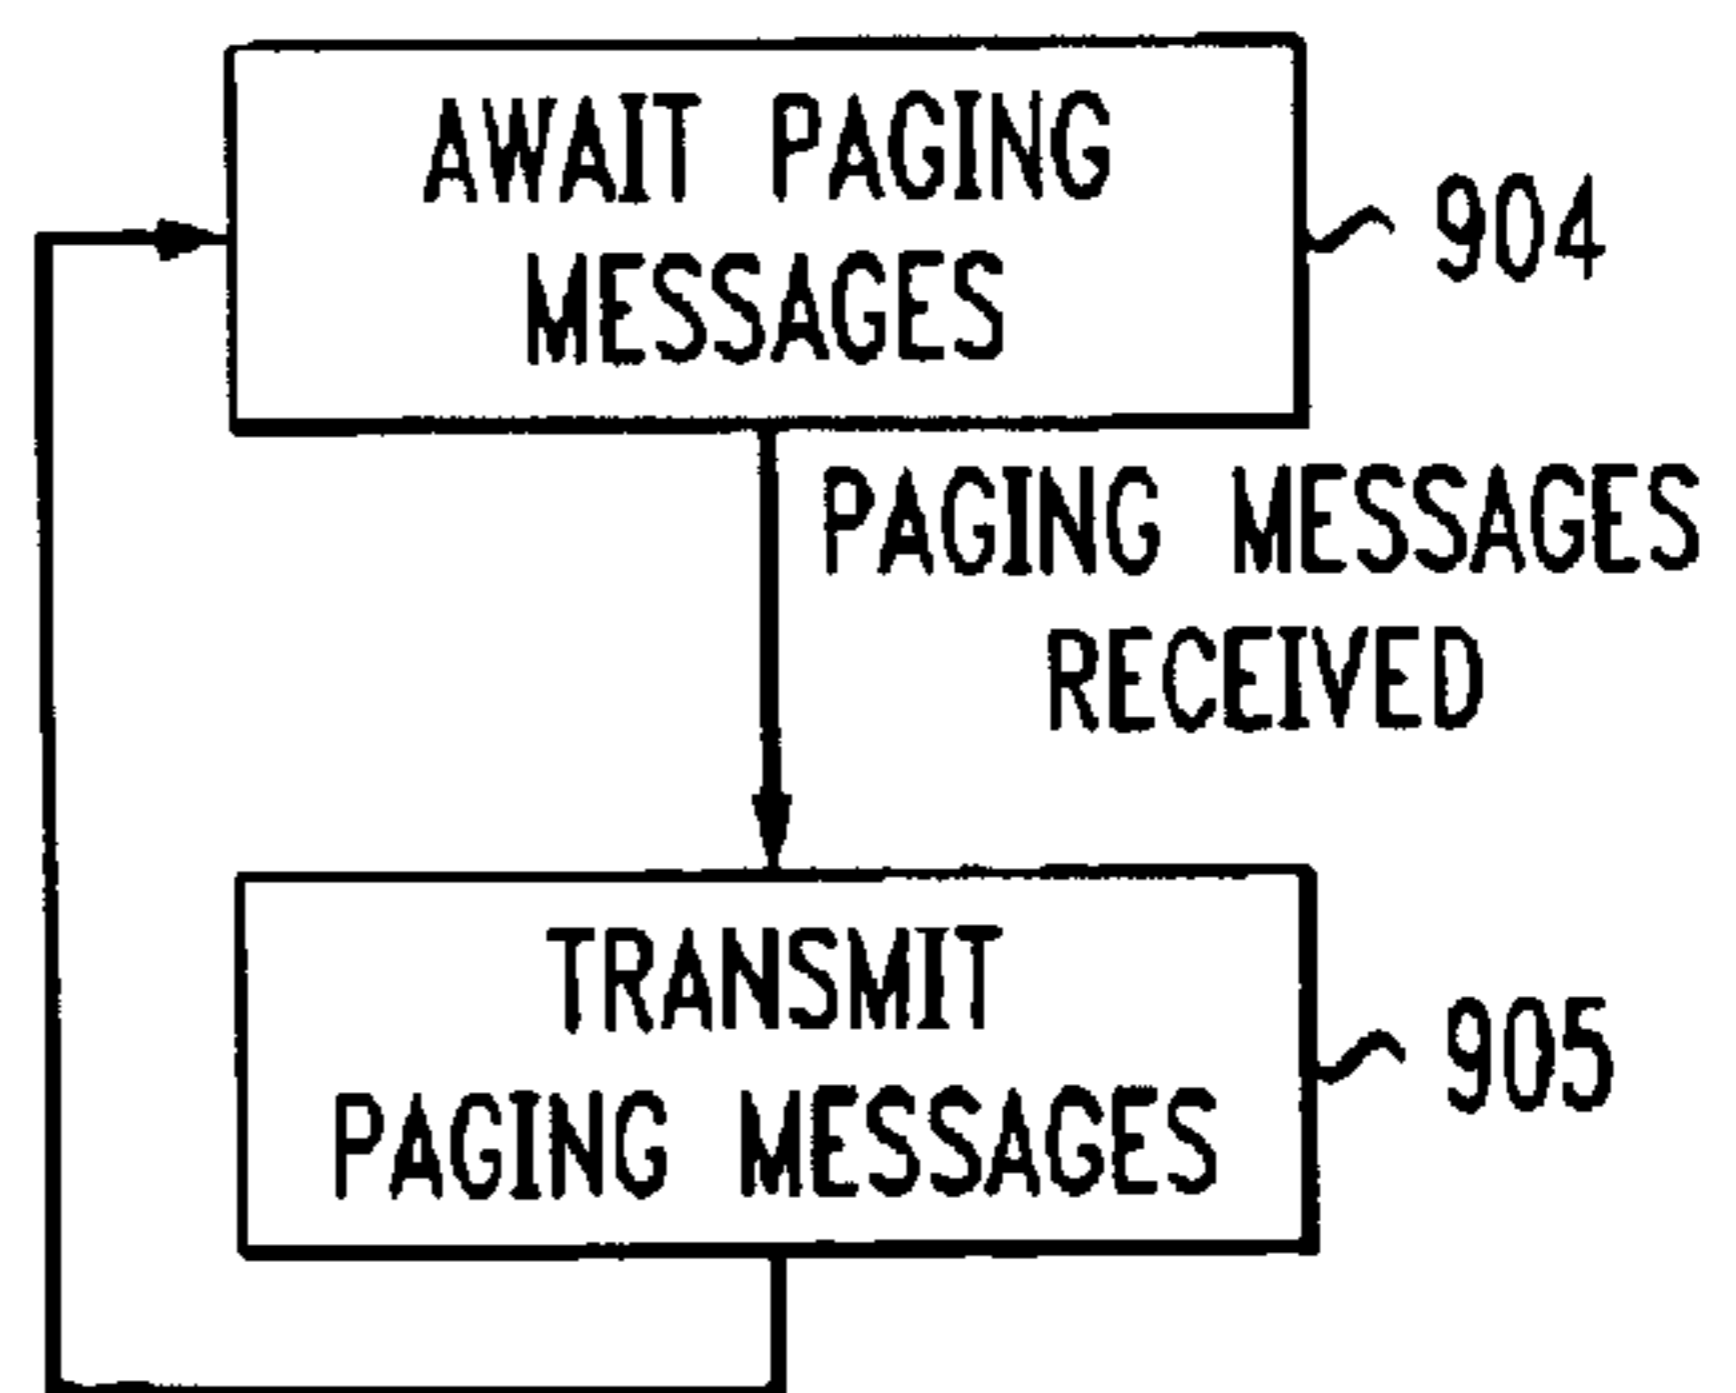 AWAIT PAGING
MESSAGES
904
PAGING MESSAGES
RECEIVED
TRANSMIT
PAGING MESSAGES
905